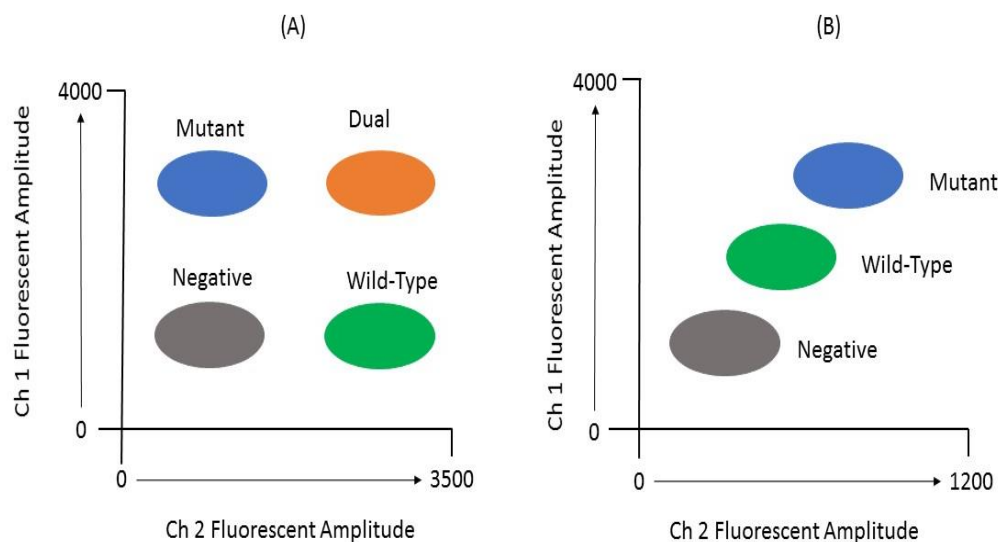 (A)
4000
Ch 1 Fluorescent Amplitude
Mutant
Dual
Negative
Wild-Type
0
0
3500
Ch 2 Fluorescent Amplitude
(B)
4000
Ch 1 Fluorescent Amplitude
Mutant
Wild-Type
Negative
0
0
1200
Ch 2 Fluorescent Amplitude